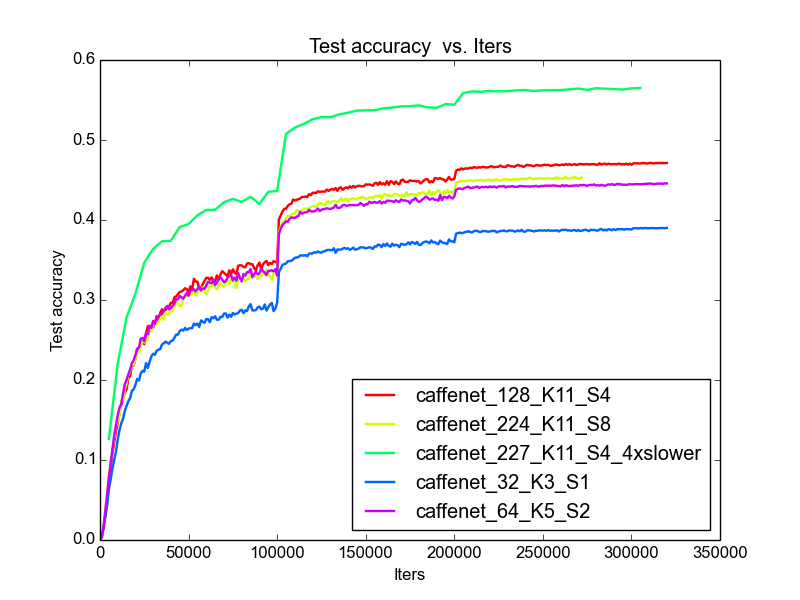 Test accuracy  vs. Iters
0.6
0.5
0.4
0.3
0.2
0.1
0.0
Test accuracy
caffenet_128_K11_S4
caffenet_224_K11_S8
caffenet_227_K11_S4_4xslower
caffenet_32_K3_S1
caffenet_64_K5_S2
0 50000 100000 150000 200000 250000 300000 350000
Iters